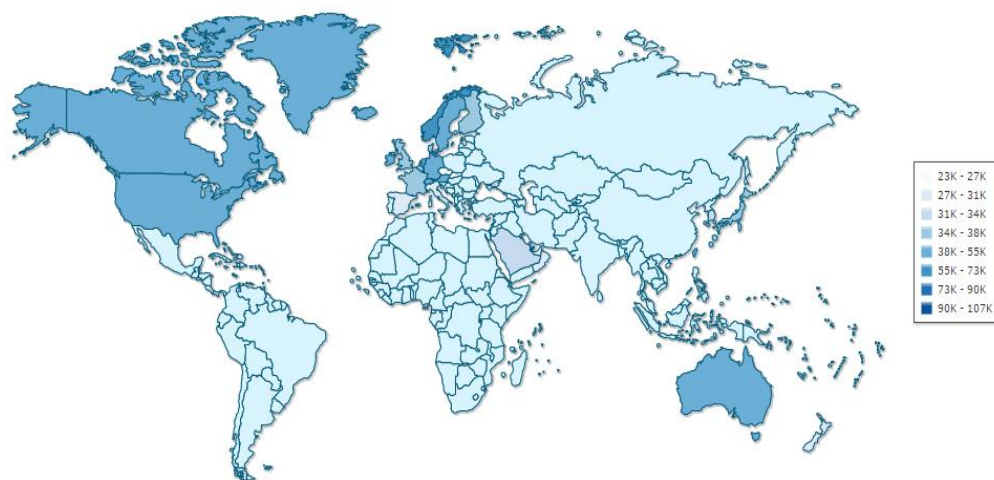 23K - 27K
27K - 31K
31K - 34K
34K - 38K
38K - 55K
55K - 73K
73K - 90K
90K - 107K